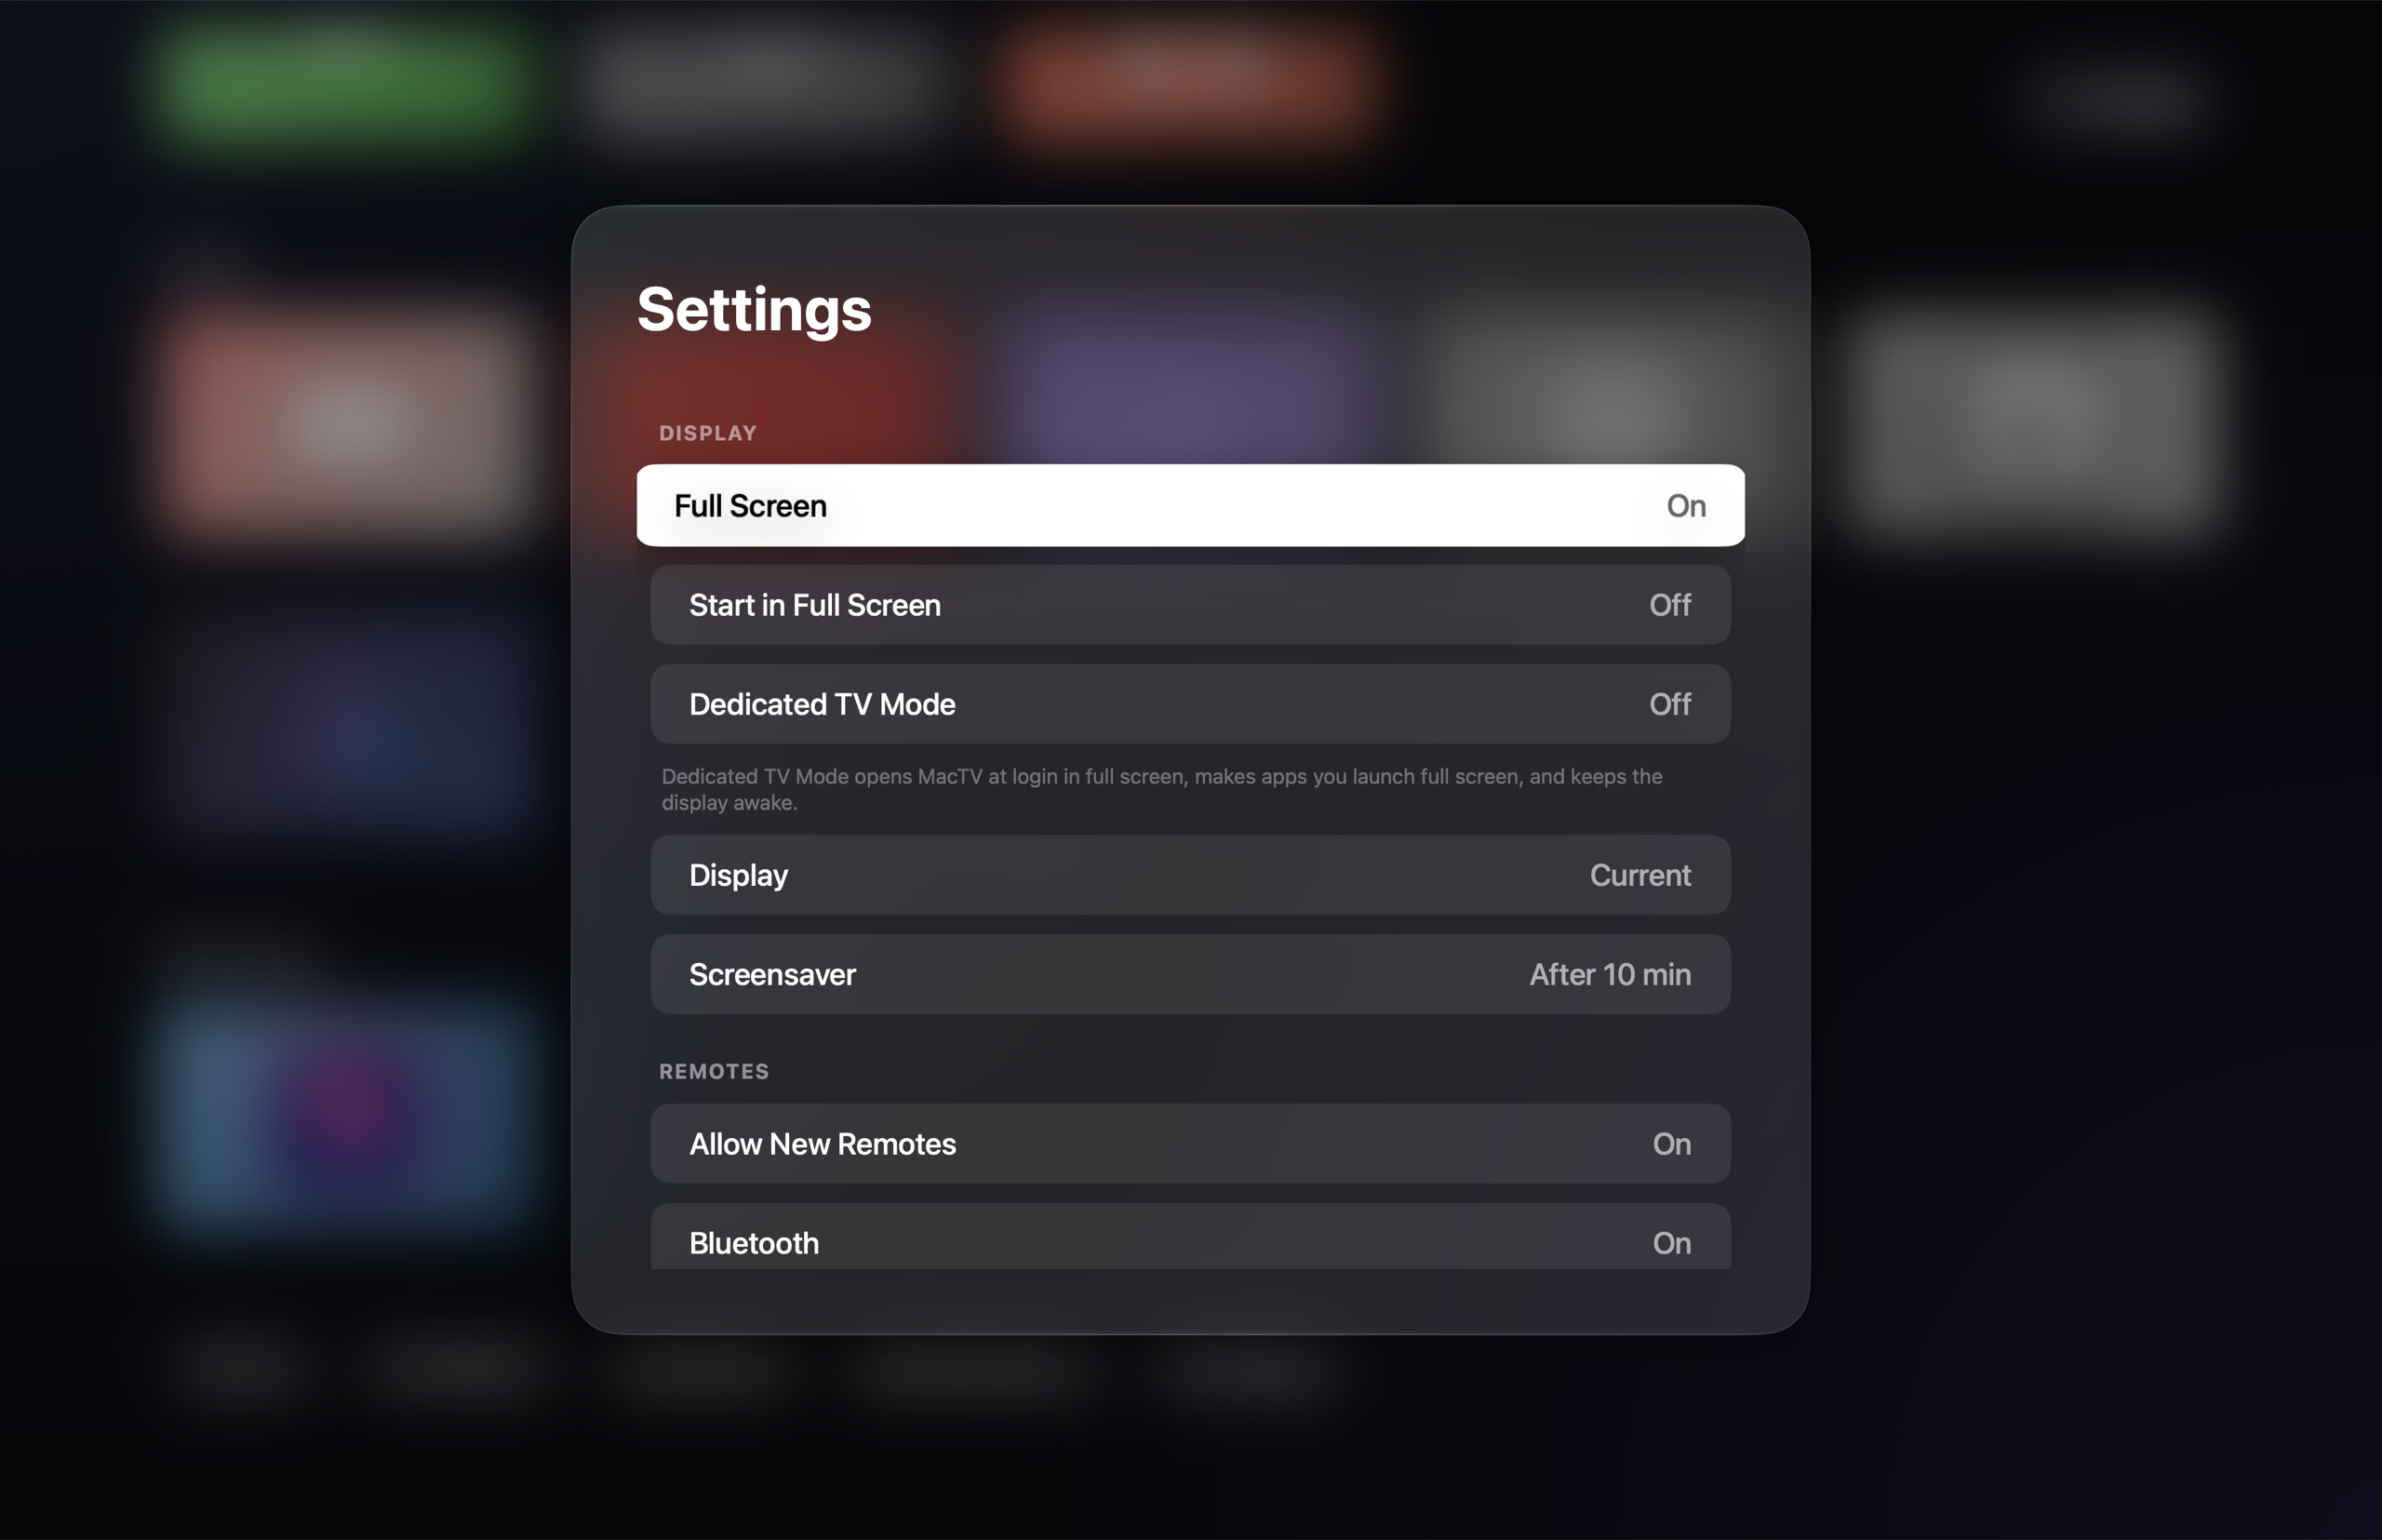 Settings
DISPLAY
Full Screen On
Start in Full Screen Off
Dedicated TV Mode Off
Dedicated TV Mode opens MacTV at login in full screen, makes apps you launch full screen, and keeps the
display awake.
Display Current
Screensaver After 10 min
REMOTES
Allow New Remotes On
Bluetooth On